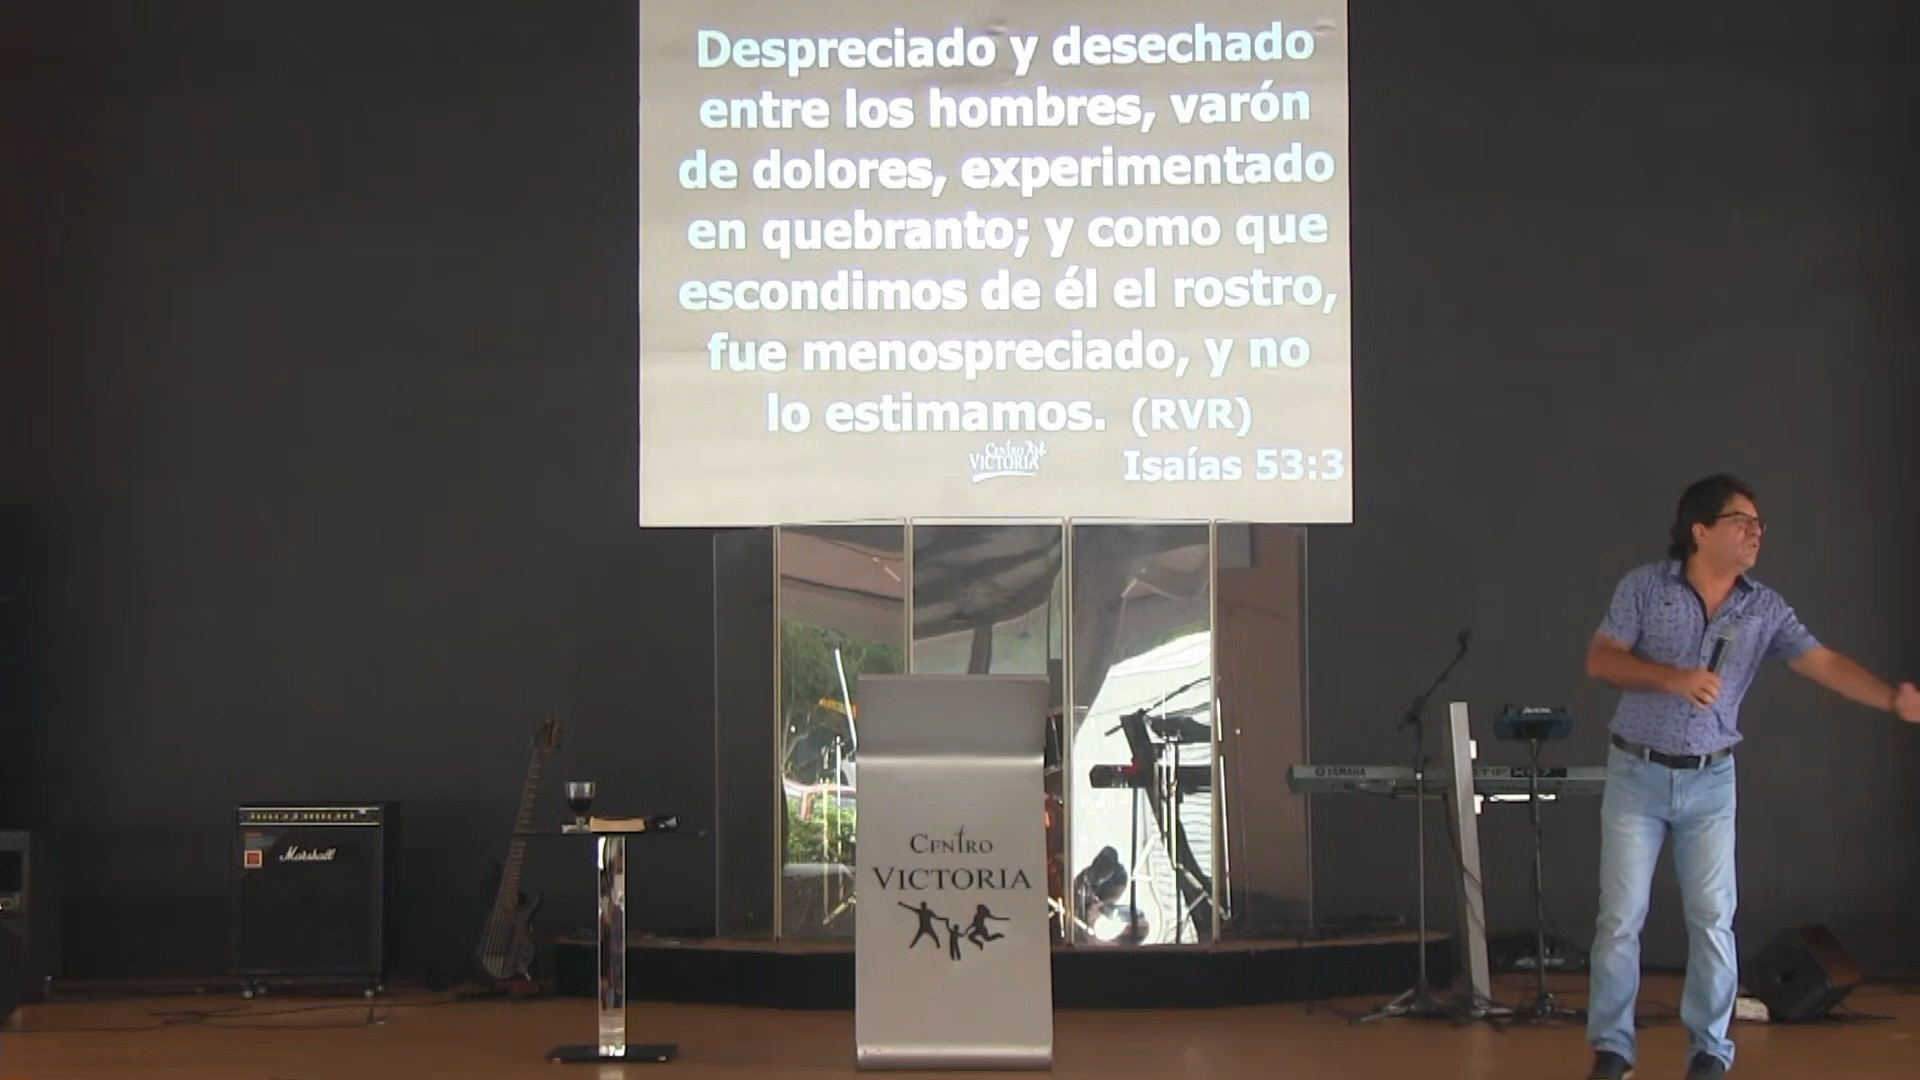 Despreciado y desechado
entre los hombres, varón
de dolores, experimentado
en quebranto; y como que
escondimos de él el rostro,
fue menospreciado, y no
lo estimamos. (RVR)
CENTRO
VICTORIA
Isaías 53:3
YAMAHA
Marshall
CENTRO
VICTORIA